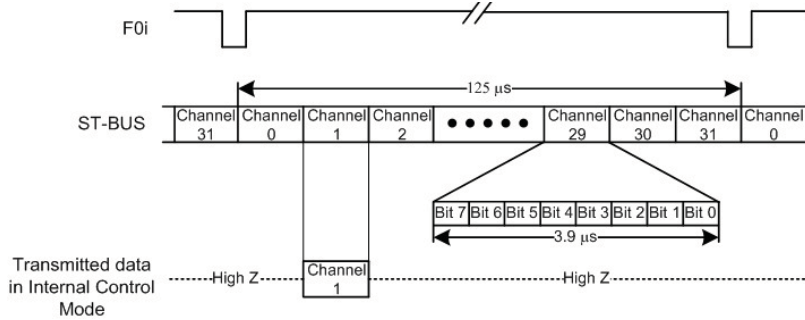 F0i
125 μs
ST-BUS
Channel 31
Channel 0
Channel 1
Channel 2
Channel 29
Channel 30
Channel 31
Channel 0
Bit 7 Bit 6 Bit 5 Bit 4 Bit 3 Bit 2 Bit 1 Bit 0
3.9 μs
Transmitted data
in Internal Control
Mode
High Z
Channel 1
High Z